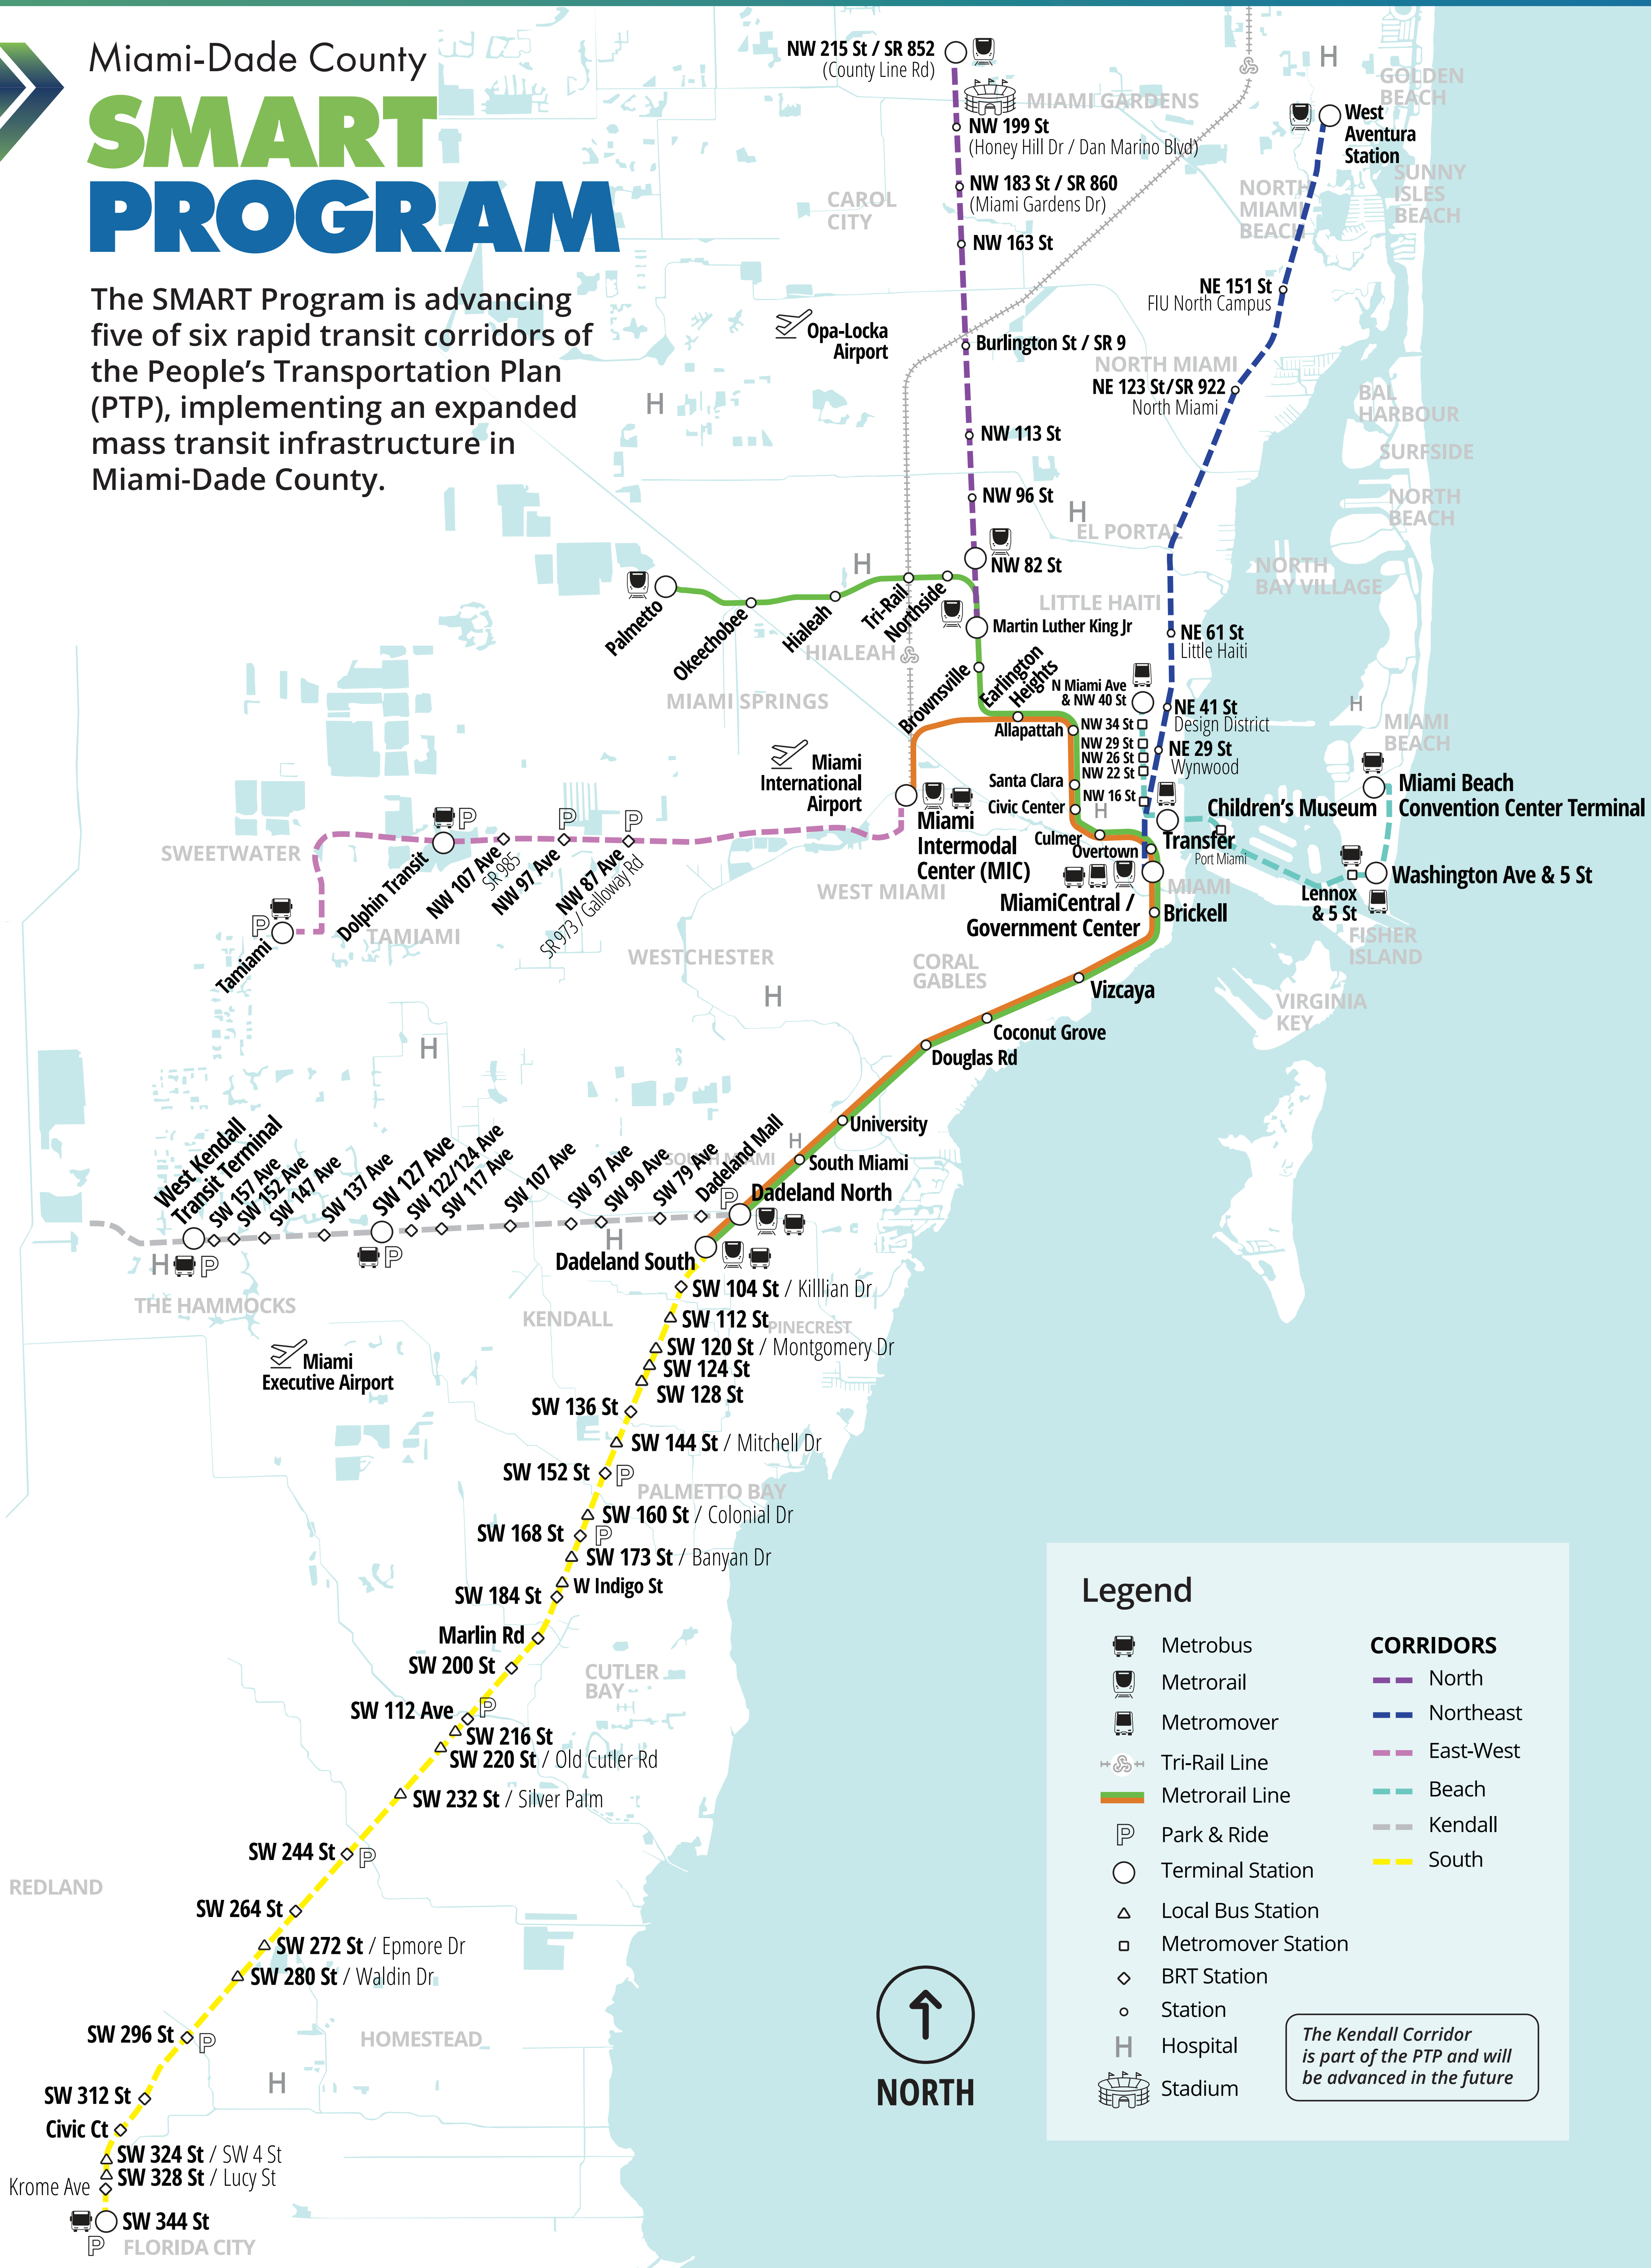 Miami-Dade County
SMART
PROGRAM
The SMART Program is advancing
five of six rapid transit corridors of
the People’s Transportation Plan
(PTP), implementing an expanded
mass transit infrastructure in
Miami-Dade County.
NW 215 St / SR 852
(County Line Rd)
MIAMI GARDENS
NW 199 St
(Honey Hill Dr / Dan Marino Blvd)
NW 183 St / SR 860
(Miami Gardens Dr)
NW 163 St
CAROL
CITY
H
GOLDEN
BEACH
West
Aventura
Station
SUNNY
ISLES
BEACH
NORTH
MIAMI
BEACH
NE 151 St
FIU North Campus
Opa-Locka
Airport
Burlington St / SR 9
NORTH MIAMI
NE 123 St/SR 922
North Miami
BAL
HARBOUR
H
NW 113 St
SURFSIDE
NW 96 St
NORTH
BEACH
H
EL PORTAL
NW 82 St
NORTH
BAY VILLAGE
H
Palmetto
Okeechobee
Hialeah
Tri-Rail
Northside
LITTLE HAITI
Martin Luther King Jr
NE 61 St
Little Haiti
HIALEAH
MIAMI SPRINGS
Brownsville
Earlington
Heights
N Miami Ave
& NW 40 St
Allapattah
NW 34 St
NW 29 St
NW 26 St
NW 22 St
NW 16 St
NE 41 St
Design District
NE 29 St
Wynwood
H
MIAMI
BEACH
Miami
International
Airport
Santa Clara
Civic Center
H
Culmer
Overtown
Miami
Intermodal
Center (MIC)
Children’s Museum
Transfer
Port Miami
Miami Beach
Convention Center Terminal
Washington Ave & 5 St
Lennox
& 5 St
MIAMI
MiamiCentral /
Government Center
Brickell
FISHER
ISLAND
VIRGINIA
KEY
SWEETWATER
P
P
P
P
Tamiami
Dolphin Transit
NW 107 Ave
SR 985
NW 97 Ave
NW 87 Ave
SR 973 / Galloway Rd
TAMIAMI
WEST MIAMI
WESTCHESTER
CORAL
GABLES
H
H
Vizcaya
Coconut Grove
Douglas Rd
University
H
SOUTH MIAMI
South Miami
West Kendall
Transit Terminal
SW 157 Ave
SW 152 Ave
SW 147 Ave
SW 137 Ave
SW 127 Ave
SW 122/124 Ave
SW 117 Ave
SW 107 Ave
SW 97 Ave
SW 90 Ave
SW 79 Ave
Dadeland Mall
P
Dadeland North
H
P
P
H
Dadeland South
THE HAMMOCKS
KENDALL
Miami
Executive Airport
SW 104 St / Killlian Dr
SW 112 St
PINECREST
SW 120 St / Montgomery Dr
SW 124 St
SW 128 St
SW 136 St
SW 144 St / Mitchell Dr
SW 152 St
P
PALMETTO BAY
SW 160 St / Colonial Dr
SW 168 St
P
SW 173 St / Banyan Dr
W Indigo St
SW 184 St
Marlin Rd
SW 200 St
CUTLER
BAY
SW 112 Ave
P
SW 216 St
SW 220 St / Old Cutler Rd
SW 232 St / Silver Palm
SW 244 St
P
REDLAND
SW 264 St
SW 272 St / Epmore Dr
SW 280 St / Waldin Dr
SW 296 St
P
HOMESTEAD
H
SW 312 St
Civic Ct
SW 324 St / SW 4 St
SW 328 St / Lucy St
Krome Ave
SW 344 St
P
FLORIDA CITY
NORTH
Legend
Metrobus
Metrorail
Metromover
Tri-Rail Line
Metrorail Line
P Park & Ride
Terminal Station
Local Bus Station
Metromover Station
BRT Station
Station
H Hospital
Stadium
CORRIDORS
North
Northeast
East-West
Beach
Kendall
South
The Kendall Corridor
is part of the PTP and will
be advanced in the future